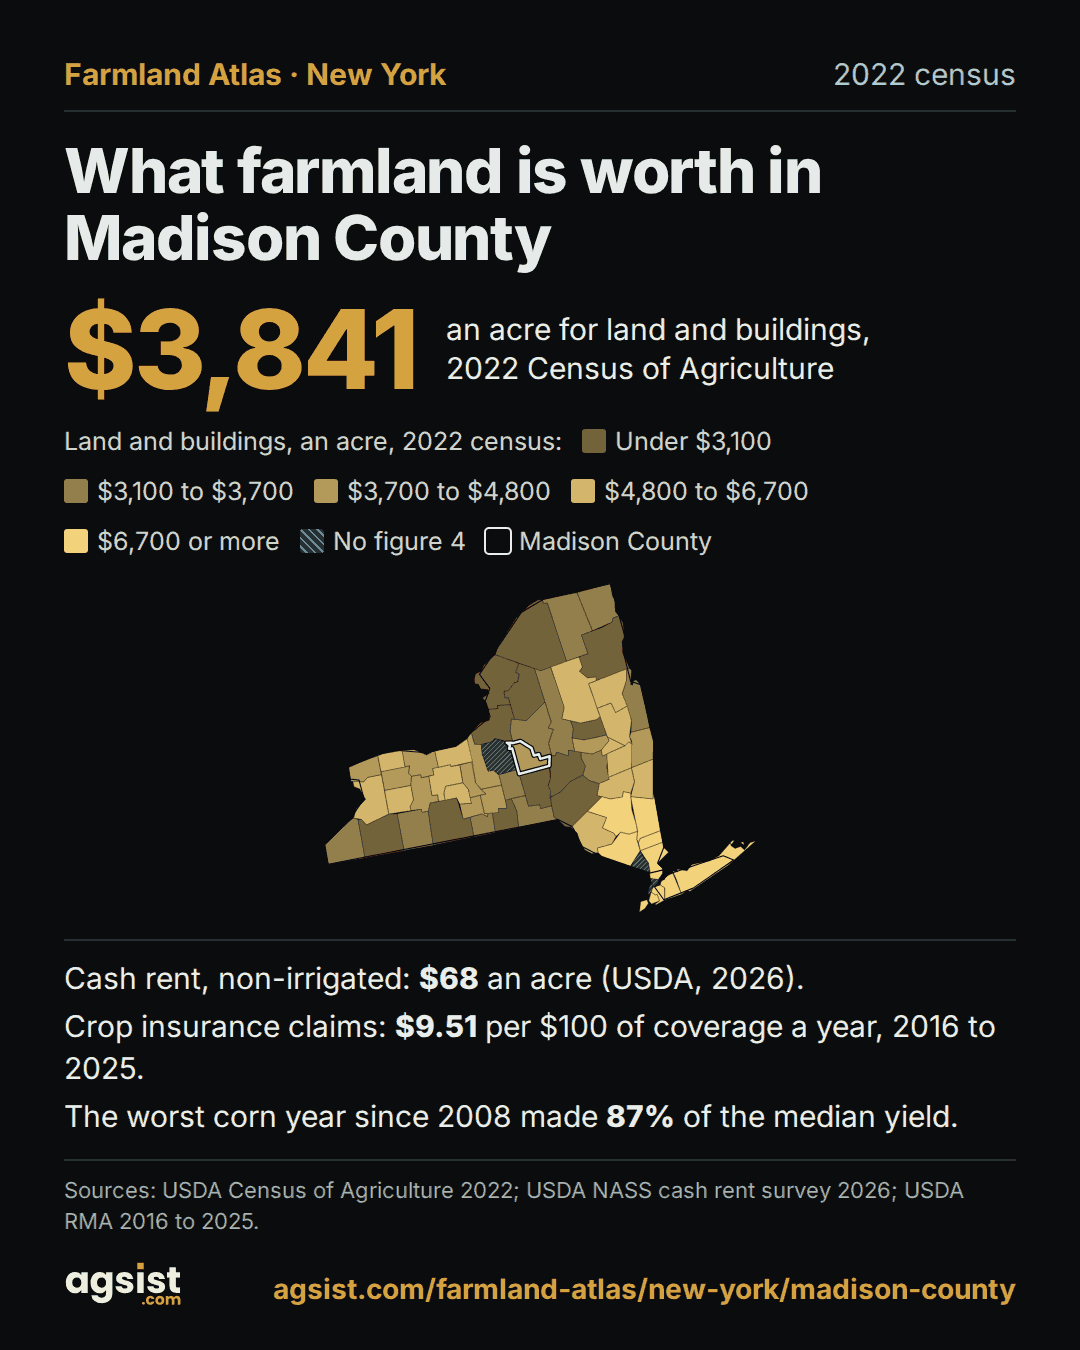 Farmland Atlas · New York
2022 census
What farmland is worth in
Madison County
$3,841
an acre for land and buildings,
2022 Census of Agriculture
Land and buildings, an acre, 2022 census: Under $3,100
$3,100 to $3,700 $3,700 to $4,800 $4,800 to $6,700
$6,700 or more No figure 4 Madison County
Cash rent, non-irrigated: $68 an acre (USDA, 2026).
Crop insurance claims: $9.51 per $100 of coverage a year, 2016 to
2025.
The worst corn year since 2008 made 87% of the median yield.
Sources: USDA Census of Agriculture 2022; USDA NASS cash rent survey 2026; USDA
RMA 2016 to 2025.
agsist
.com
agsist.com/farmland-atlas/new-york/madison-county